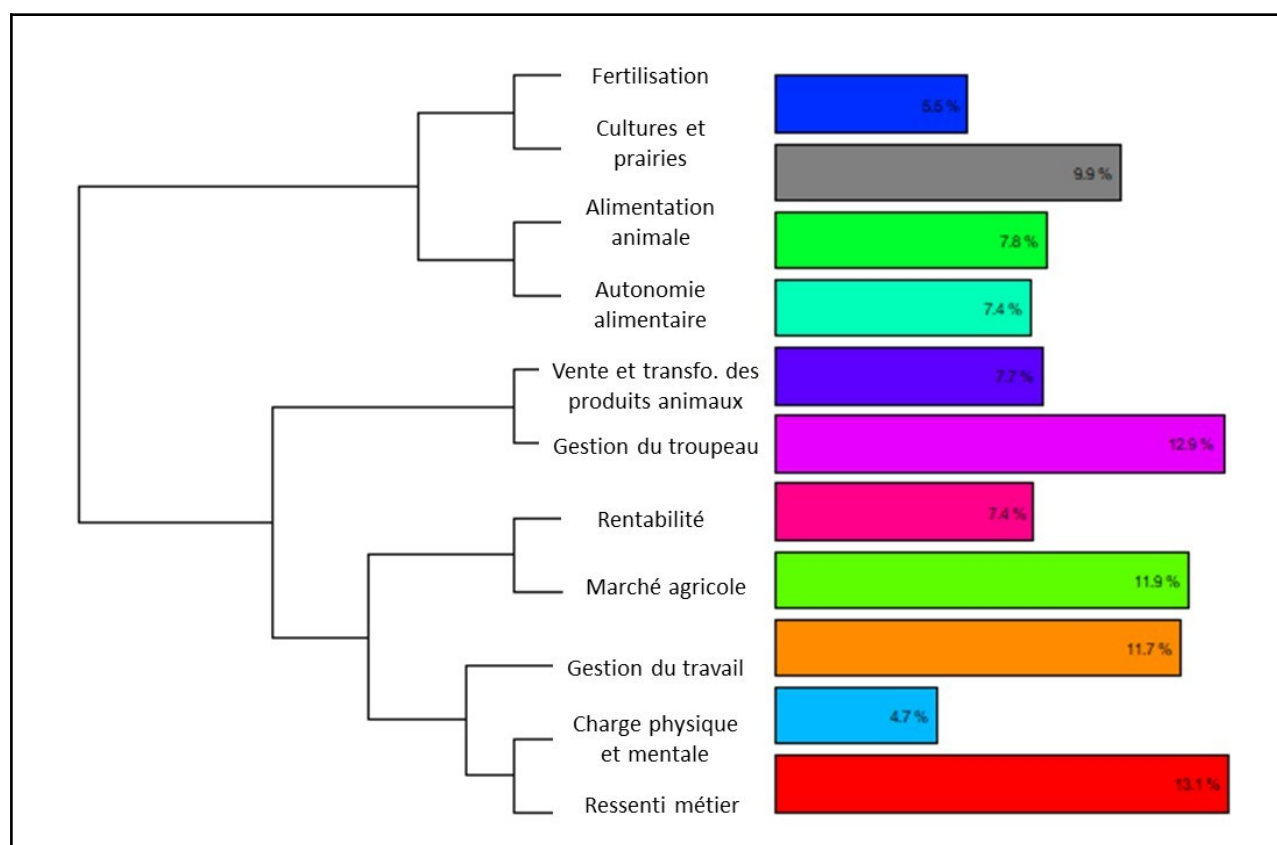 Fertilisation
5.5 %
Cultures et
prairies
9.9 %
Alimentation
animale
7.8 %
Autonomie
alimentaire
7.4 %
Vente et transfo. des
produits animaux
7.7 %
Gestion du troupeau
12.9 %
Rentabilité
7.4 %
Marché agricole
11.9 %
Gestion du travail
11.7 %
Charge physique
et mentale
4.7 %
Ressenti métier
13.1 %